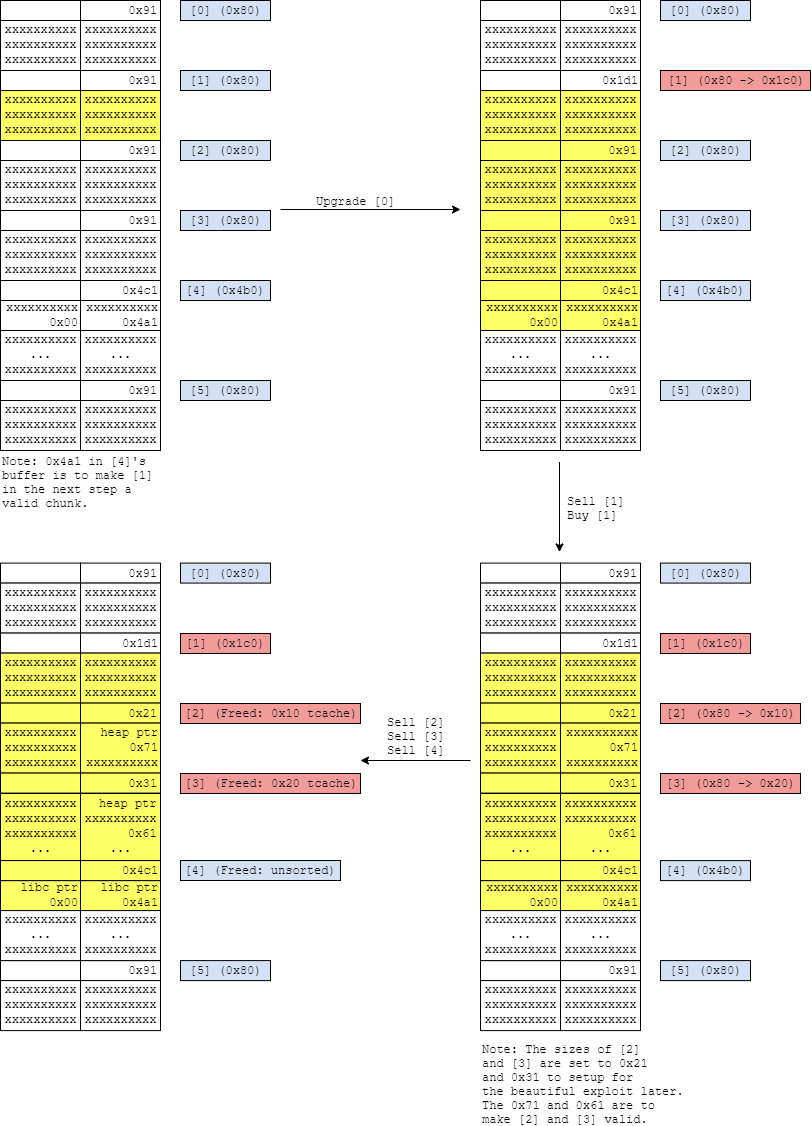 0x91 [0] (0x80)
xxxxxxxxxx xxxxxxxxxx
xxxxxxxxxx xxxxxxxxxx
xxxxxxxxxx xxxxxxxxxx
0x91 [1] (0x80)
xxxxxxxxxx xxxxxxxxxx
xxxxxxxxxx xxxxxxxxxx
xxxxxxxxxx xxxxxxxxxx
0x91 [2] (0x80)
xxxxxxxxxx xxxxxxxxxx
xxxxxxxxxx xxxxxxxxxx
xxxxxxxxxx xxxxxxxxxx
0x91 [3] (0x80)
xxxxxxxxxx xxxxxxxxxx
xxxxxxxxxx xxxxxxxxxx
xxxxxxxxxx xxxxxxxxxx
0x4c1 [4] (0x4b0)
xxxxxxxxxx xxxxxxxxxx
0x00 0x4a1
xxxxxxxxxx xxxxxxxxxx
... ...
xxxxxxxxxx xxxxxxxxxx
0x91 [5] (0x80)
xxxxxxxxxx xxxxxxxxxx
xxxxxxxxxx xxxxxxxxxx
xxxxxxxxxx xxxxxxxxxx
Note: 0x4a1 in [4]'s
buffer is to make [1]
in the next step a
valid chunk.
Upgrade [0]
0x91 [0] (0x80)
xxxxxxxxxx xxxxxxxxxx
xxxxxxxxxx xxxxxxxxxx
xxxxxxxxxx xxxxxxxxxx
0x1d1 [1] (0x80 -> 0x1c0)
xxxxxxxxxx xxxxxxxxxx
xxxxxxxxxx xxxxxxxxxx
xxxxxxxxxx xxxxxxxxxx
0x91 [2] (0x80)
xxxxxxxxxx xxxxxxxxxx
xxxxxxxxxx xxxxxxxxxx
xxxxxxxxxx xxxxxxxxxx
0x91 [3] (0x80)
xxxxxxxxxx xxxxxxxxxx
xxxxxxxxxx xxxxxxxxxx
xxxxxxxxxx xxxxxxxxxx
0x4c1 [4] (0x4b0)
xxxxxxxxxx xxxxxxxxxx
0x00 0x4a1
xxxxxxxxxx xxxxxxxxxx
... ...
xxxxxxxxxx xxxxxxxxxx
0x91 [5] (0x80)
xxxxxxxxxx xxxxxxxxxx
xxxxxxxxxx xxxxxxxxxx
xxxxxxxxxx xxxxxxxxxx
Sell [1]
Buy [1]
0x91 [0] (0x80)
xxxxxxxxxx xxxxxxxxxx
xxxxxxxxxx xxxxxxxxxx
xxxxxxxxxx xxxxxxxxxx
0x1d1 [1] (0x1c0)
xxxxxxxxxx xxxxxxxxxx
xxxxxxxxxx xxxxxxxxxx
xxxxxxxxxx xxxxxxxxxx
0x21 [2] (0x80 -> 0x10)
xxxxxxxxxx xxxxxxxxxx
xxxxxxxxxx 0x71
xxxxxxxxxx xxxxxxxxxx
0x31 [3] (0x80 -> 0x20)
xxxxxxxxxx xxxxxxxxxx
xxxxxxxxxx xxxxxxxxxx
xxxxxxxxxx 0x61
... ...
0x4c1 [4] (0x4b0)
xxxxxxxxxx xxxxxxxxxx
0x00 0x4a1
xxxxxxxxxx xxxxxxxxxx
... ...
xxxxxxxxxx xxxxxxxxxx
0x91 [5] (0x80)
xxxxxxxxxx xxxxxxxxxx
xxxxxxxxxx xxxxxxxxxx
xxxxxxxxxx xxxxxxxxxx
Note: The sizes of [2]
and [3] are set to 0x21
and 0x31 to setup for
the beautiful exploit later.
The 0x71 and 0x61 are to
make [2] and [3] valid.
Sell [2]
Sell [3]
Sell [4]
0x91 [0] (0x80)
xxxxxxxxxx xxxxxxxxxx
xxxxxxxxxx xxxxxxxxxx
xxxxxxxxxx xxxxxxxxxx
0x1d1 [1] (0x1c0)
xxxxxxxxxx xxxxxxxxxx
xxxxxxxxxx xxxxxxxxxx
xxxxxxxxxx xxxxxxxxxx
0x21 [2] (Freed: 0x10 tcache)
xxxxxxxxxx heap ptr
xxxxxxxxxx 0x71
xxxxxxxxxx xxxxxxxxxx
0x31 [3] (Freed: 0x20 tcache)
xxxxxxxxxx heap ptr
xxxxxxxxxx xxxxxxxxxx
xxxxxxxxxx 0x61
... ...
0x4c1 [4] (Freed: unsorted)
libc ptr libc ptr
0x00 0x4a1
xxxxxxxxxx xxxxxxxxxx
... ...
xxxxxxxxxx xxxxxxxxxx
0x91 [5] (0x80)
xxxxxxxxxx xxxxxxxxxx
xxxxxxxxxx xxxxxxxxxx
xxxxxxxxxx xxxxxxxxxx